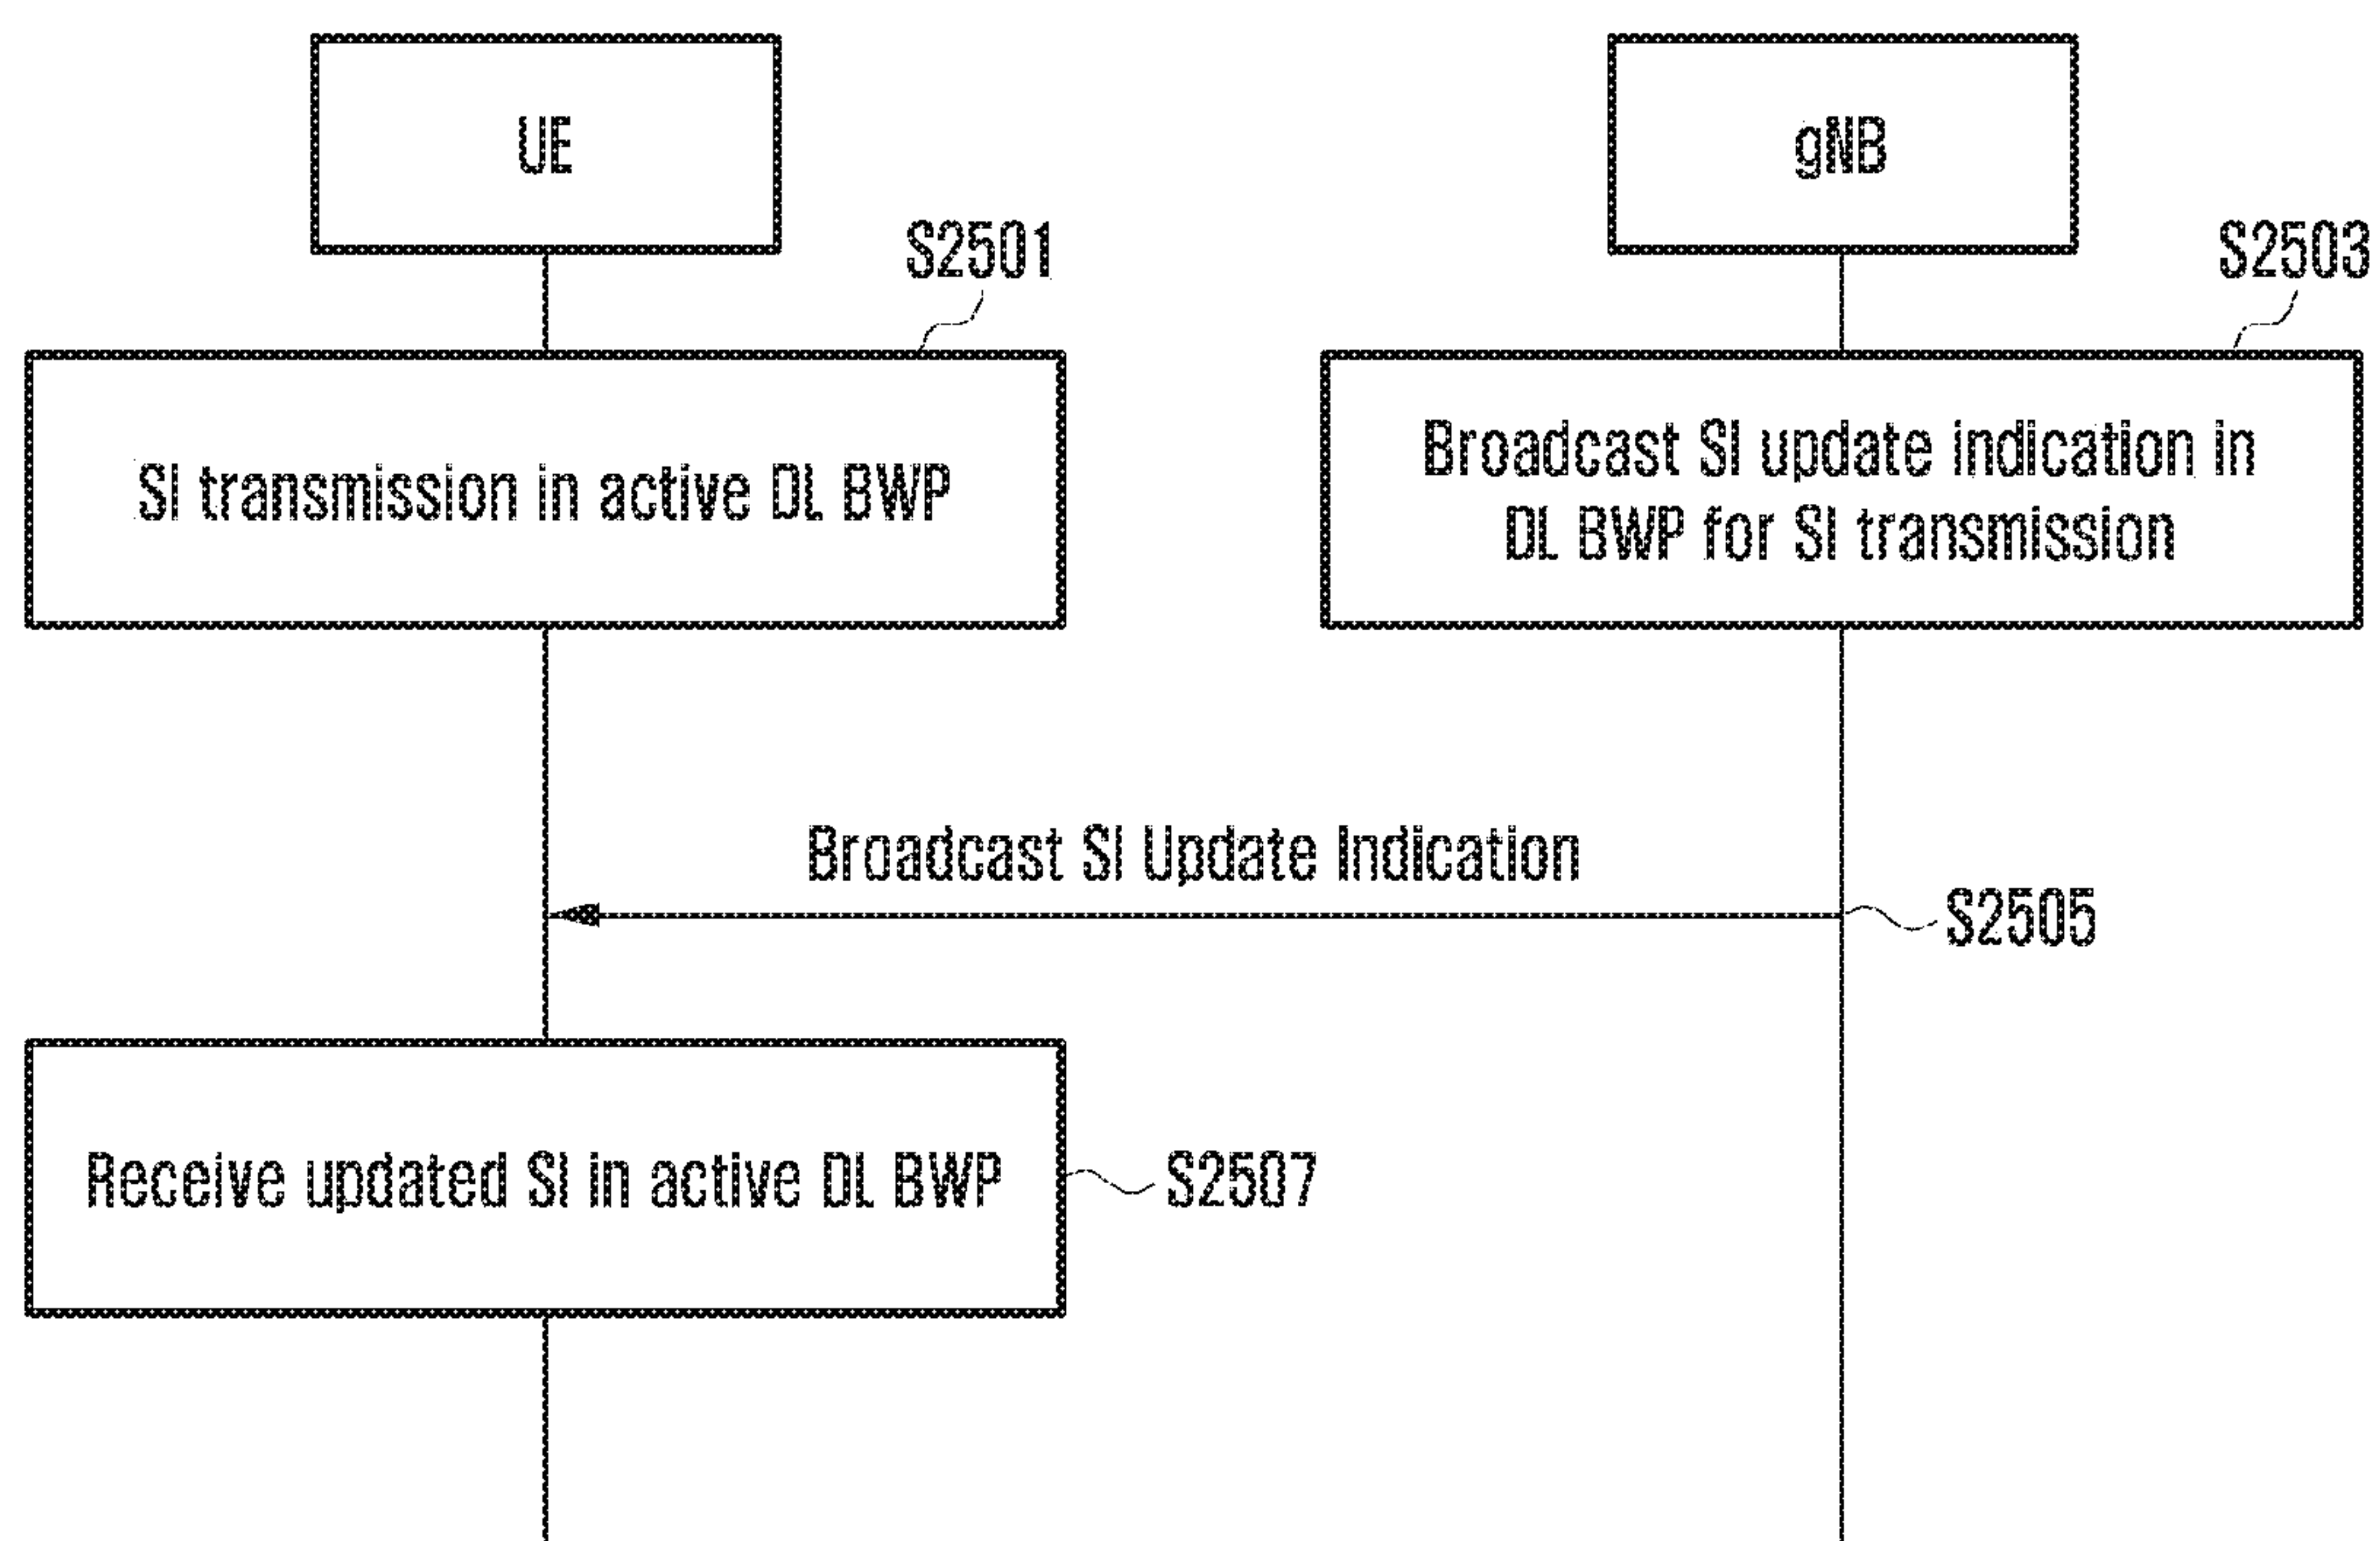 UE
gNB
S2501
S2503
SI transmission in active DL BWP
Broadcast SI update indication in
DL BWP for SI transmission
Broadcast SI Update Indication
S2505
Receive updated SI in active DL BWP
S2507